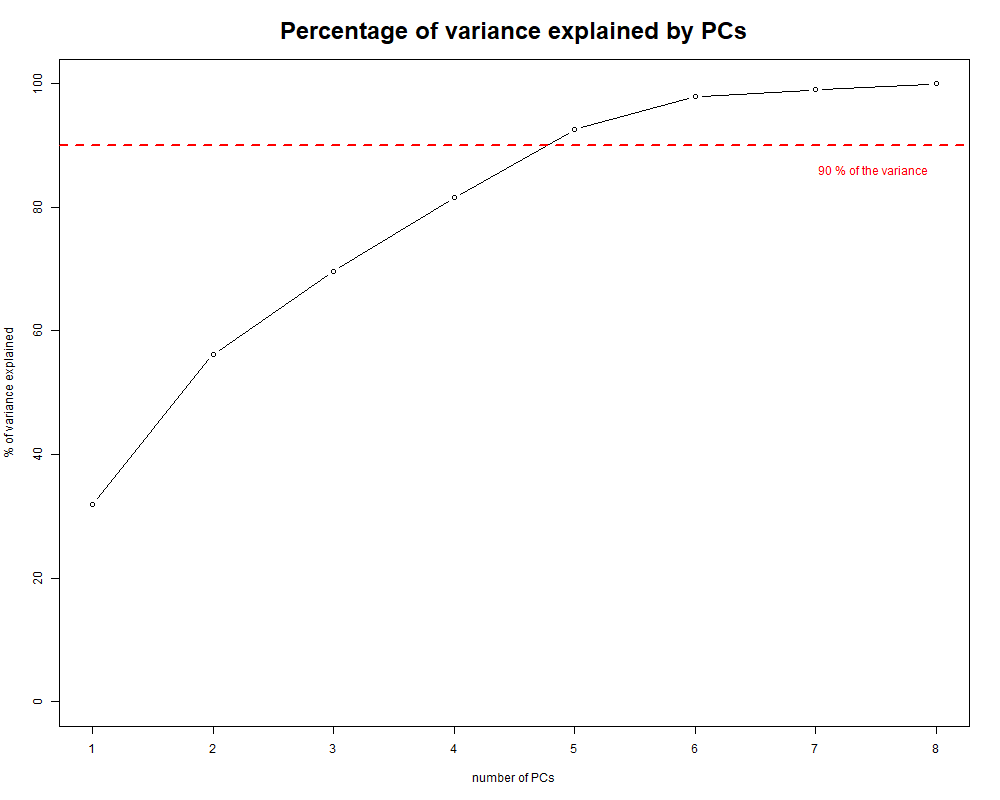 Percentage of variance explained by PCs
% of variance explained
100
80
60
40
20
0
90 % of the variance
1 2 3 4 5 6 7 8
number of PCs